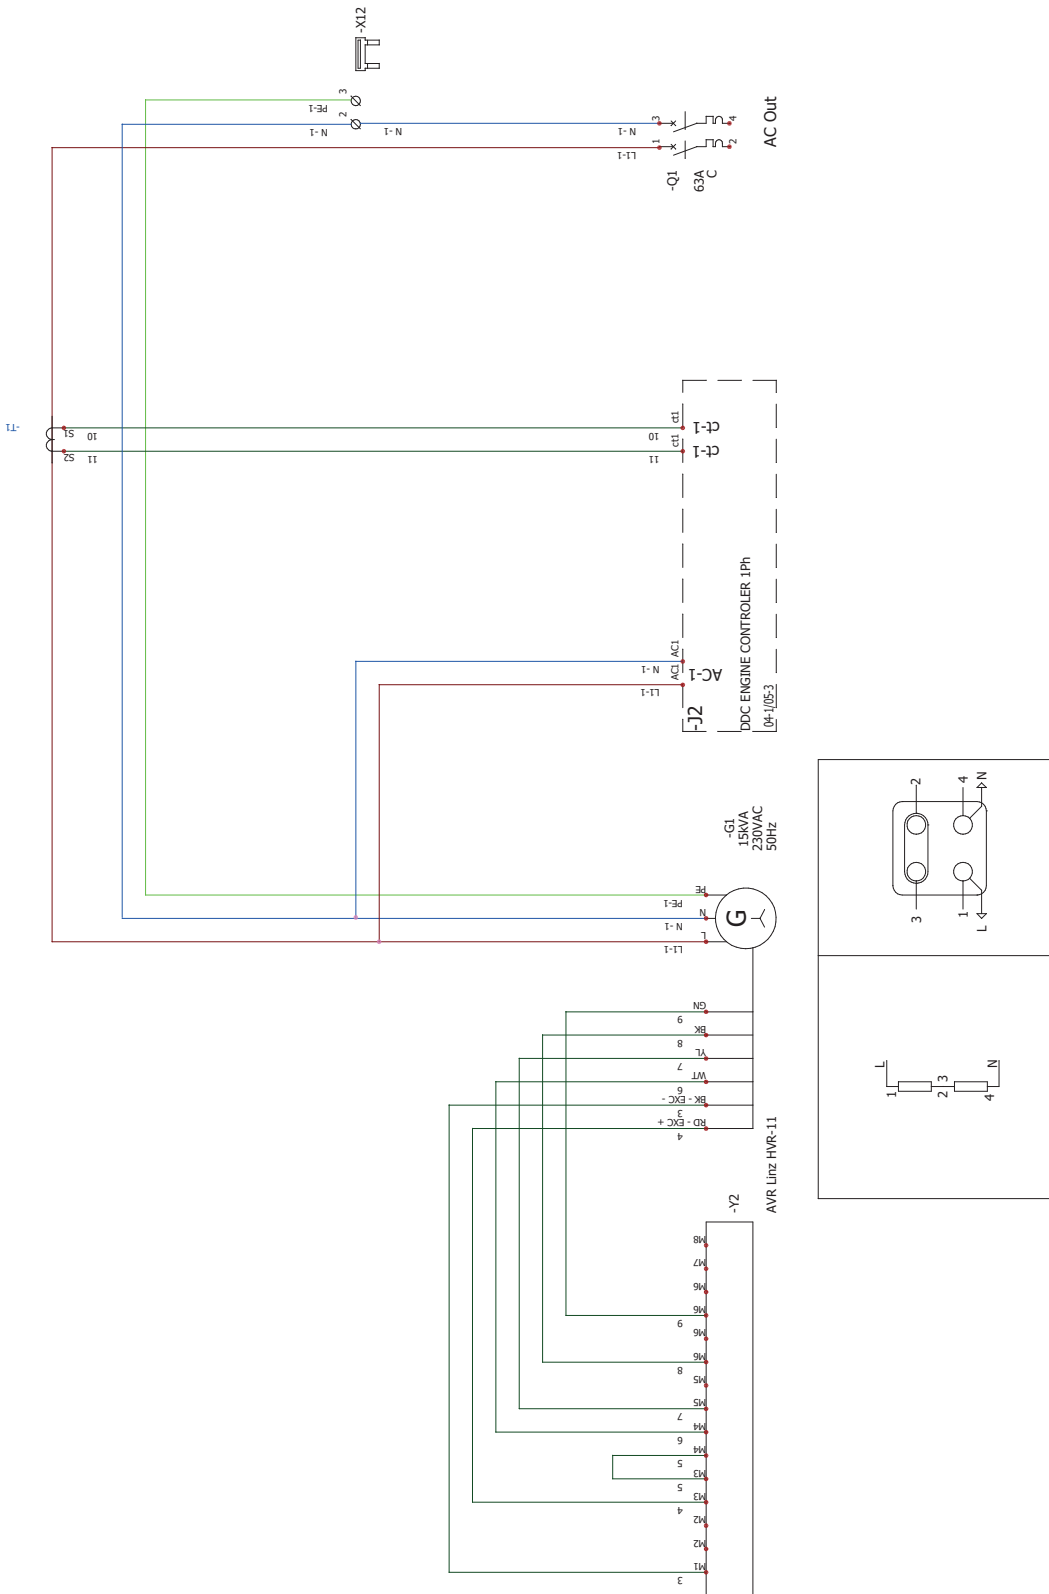 -X12
3
PE-1
2
N -1
N -1
N -1
3
4
L1-1
1
2
AC Out
-Q1
63A
C
-T1
S1
10
10
ct1
ct-1
S2
11
11
ct1
ct-1
N -1
AC1
AC1
AC-1
L1-1
-J2
DDC ENGINE CONTROLER 1Ph
04-1/05-3
-G1
15kVA
230VAC
50Hz
PE
PE-1
N
N -1
L
L1-1
G
2
4
N
3
1
L
GN
9
BK
8
YL
7
WT
6
BK - EXC -
3
RD - EXC +
4
L
1
2
3
4
N
-Y2
AVR Linz HVR-11
M8
M7
M6
M6
9
M6
M6
8
M5
M5
7
M4
6
M4
5
M3
5
M3
4
M2
M2
M1
3